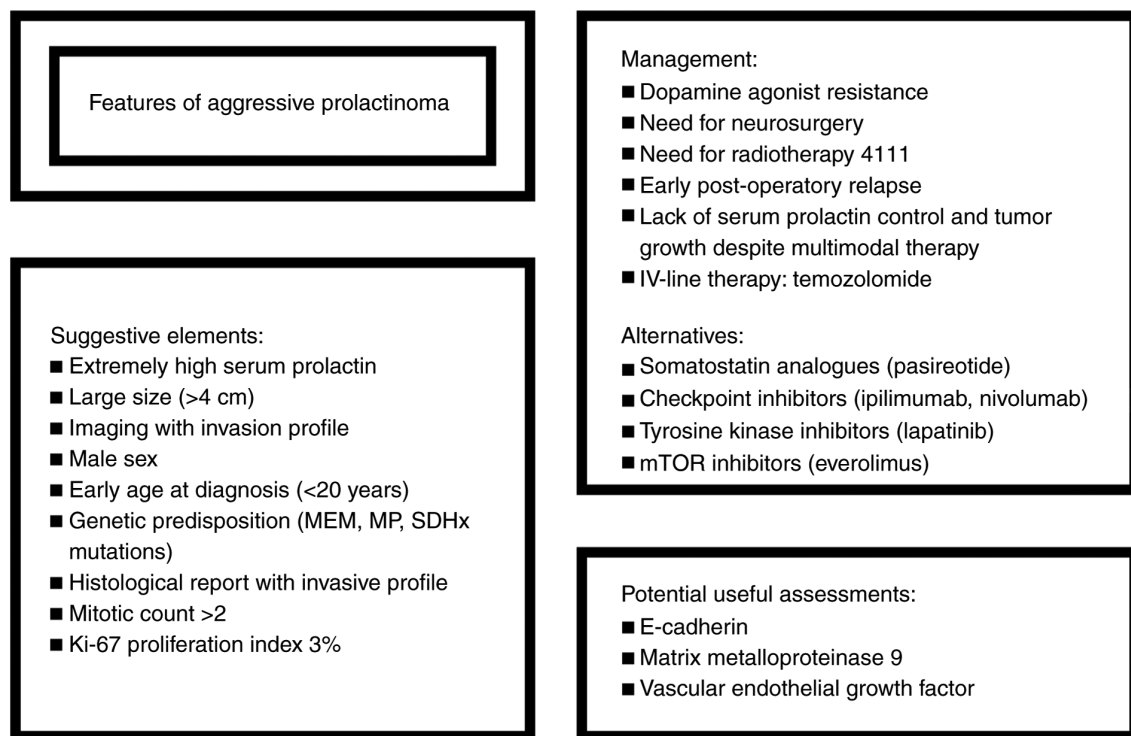 Features of aggressive prolactinoma
Suggestive elements:
■ Extremely high serum prolactin
■ Large size (>4 cm)
■ Imaging with invasion profile
■ Male sex
■ Early age at diagnosis (<20 years)
■ Genetic predisposition (MEM, MP, SDHx
mutations)
■ Histological report with invasive profile
■ Mitotic count >2
■ Ki-67 proliferation index 3%
Management:
■ Dopamine agonist resistance
■ Need for neurosurgery
■ Need for radiotherapy 4111
■ Early post-operatory relapse
■ Lack of serum prolactin control and tumor
growth despite multimodal therapy
■ IV-line therapy: temozolomide
Alternatives:
■ Somatostatin analogues (pasireotide)
■ Checkpoint inhibitors (ipilimumab, nivolumab)
■ Tyrosine kinase inhibitors (lapatinib)
■ mTOR inhibitors (everolimus)
Potential useful assessments:
■ E-cadherin
■ Matrix metalloproteinase 9
■ Vascular endothelial growth factor